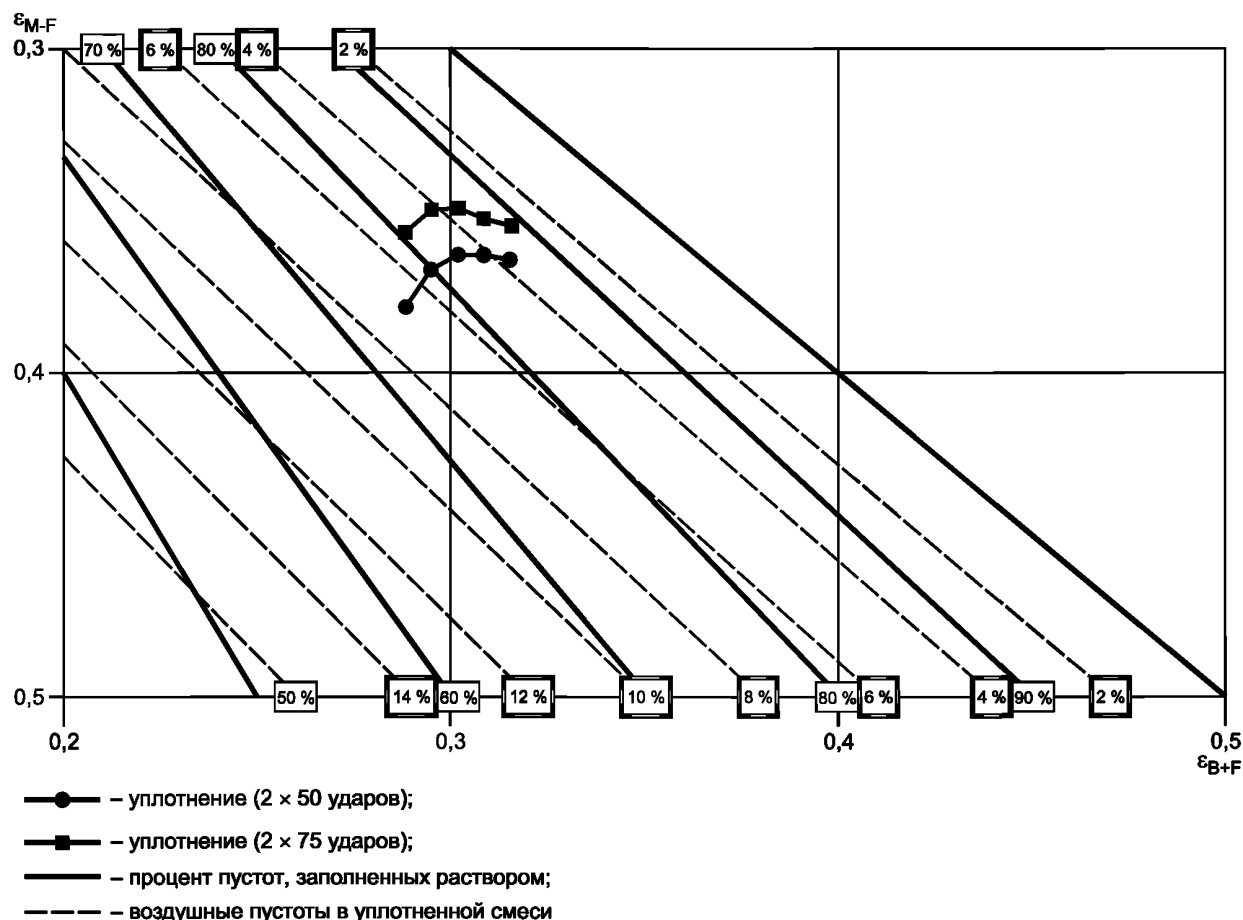 εM-F
70 % 6 % 80 % 4 % 2 %
0,3
0,4
0,5
50 % 14 % 60 % 12 % 10 % 8 % 80 % 6 % 4 % 90 % 2 %
0,2 0,3 0,4 0,5
εB+F
– уплотнение (2 × 50 ударов);
– уплотнение (2 × 75 ударов);
– процент пустот, заполненных раствором;
– воздушные пустоты в уплотненной смеси